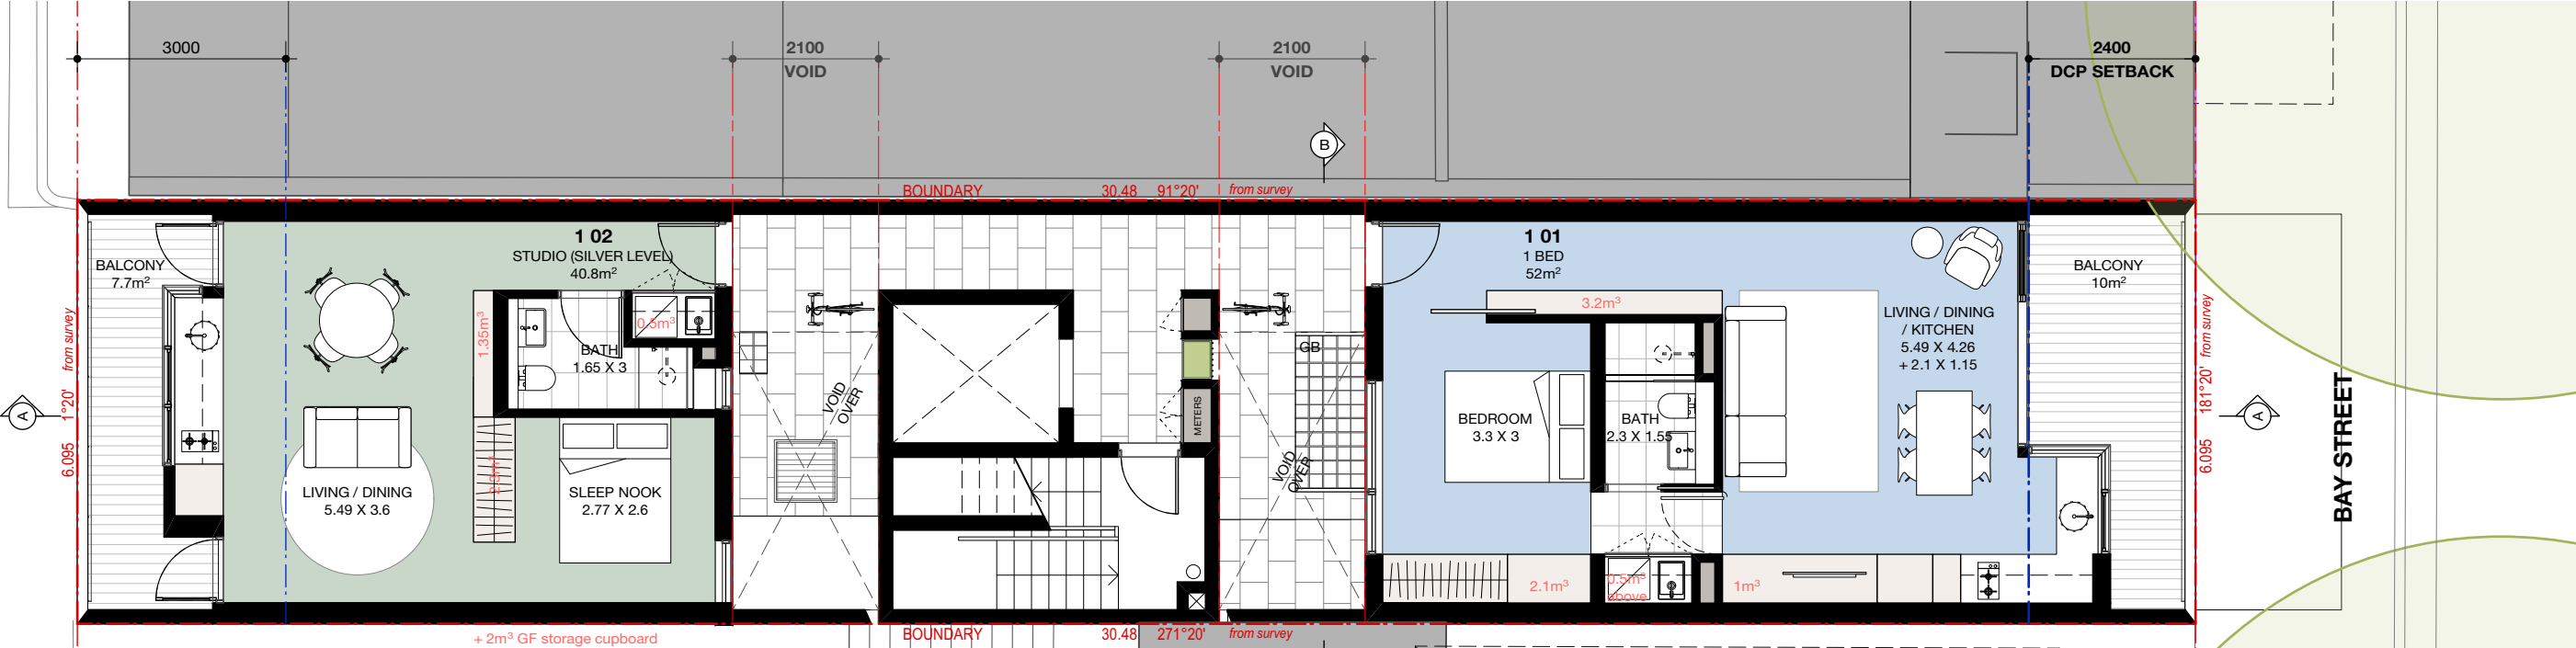 3000
2100
VOID
2100
VOID
2400
DCP SETBACK
B
BOUNDARY 30.48 91°20' from survey
1 02
STUDIO (SILVER LEVEL)
40.8m²
BALCONY
7.7m²
1.35m³
0.5m³
BATH
1.65 X 3
LIVING / DINING
5.49 X 3.6
SLEEP NOOK
2.77 X 2.6
VOID
OVER
METERS
GB
VOID
OVER
1 01
1 BED
52m²
3.2m³
BEDROOM
3.3 X 3
BATH
2.3 X 1.55
2.1m³
0.5m³
above
1m³
LIVING / DINING
/ KITCHEN
5.49 X 4.26
+ 2.1 X 1.15
BALCONY
10m²
6.095 1°20' from survey
A
6.095 181°20' from survey
A
BAY STREET
+ 2m³ GF storage cupboard
BOUNDARY 30.48 271°20' from survey